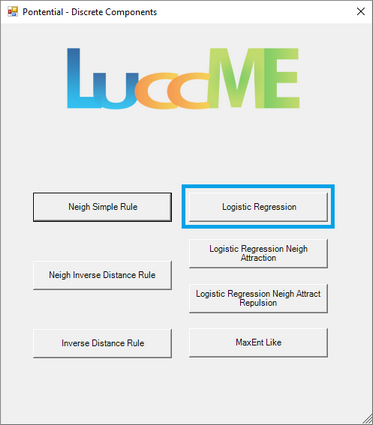 Pontential - Discrete Components
LuccME
Neigh Simple Rule
Logistic Regression
Logistic Regression Neigh
Attraction
Neigh Inverse Distance Rule
Logistic Regression Neigh Attract
Repulsion
Inverse Distance Rule
MaxEnt Like